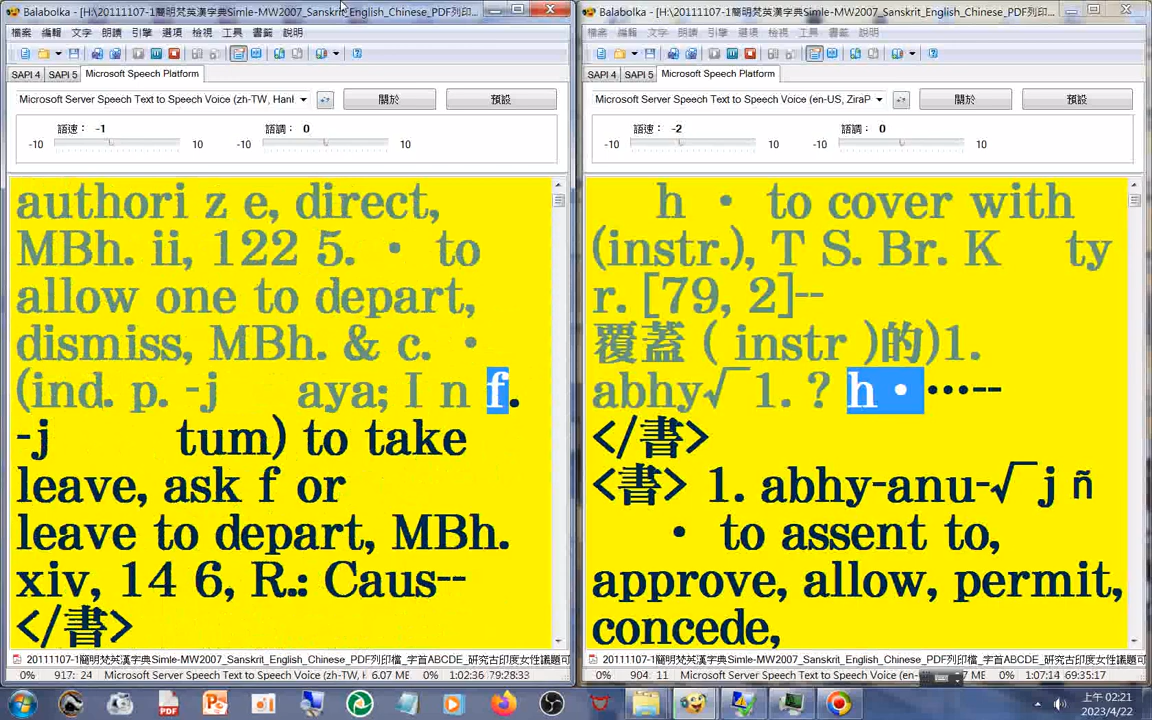 Balabolka - [H:\20111107-1簡明梵英漢字典Simle-MW2007_Sanskrit_English_Chinese_PDF列印...
檔案 編輯 文字 朗讀 引擎 選項 檢視 工具 書籤 說明
SAPI 4 SAPI 5 Microsoft Speech Platform
Microsoft Server Speech Text to Speech Voice (zh-TW, Hanl
關於
預設
語速： -1
語調： 0
-10 10 -10 10
authori z e, direct,
MBh. ii, 122 5. • to
allow one to depart,
dismiss, MBh. & c. •
(ind. p. -j aya; I n f.
-j tum) to take
leave, ask f or
leave to depart, MBh.
xiv, 14 6, R.: Caus--
</書>
20111107-1簡明梵英漢字典Simle-MW2007_Sanskrit_English_Chinese_PDF列印檔_字首ABCDE_研究古印度女性議題可
0% 917: 24 Microsoft Server Speech Text to Speech Voice (zh-TW, H 6.07 ME 0% 1:02:36 79:28:33
Balabolka - [H:\20111107-1簡明梵英漢字典Simle-MW2007_Sanskrit_English_Chinese_PDF列印...
檔案 編輯 文字 朗讀 引擎 選項 檢視 工具 書籤 說明
SAPI 4 SAPI 5 Microsoft Speech Platform
Microsoft Server Speech Text to Speech Voice (en-US, ZiraP
關於
預設
語速： -2
語調： 0
-10 10 -10 10
h • to cover with
(instr.), T S. Br. K ty
r. [79, 2]--
覆蓋 ( instr )的)1.
abhy√ 1. ? h • …--
</書>
<書> 1. abhy-anu-√ j ñ
• to assent to,
approve, allow, permit,
concede,
20111107-1簡明梵英漢字典Simle-MW2007_Sanskrit_English_Chinese_PDF列印檔_字首ABCDE_研究古印度女性議題可
0% 904: 11 Microsoft Server Speech Text to Speech Voice ME 0% 1:07:14 69:35:17
上午 02:21
2023/4/22